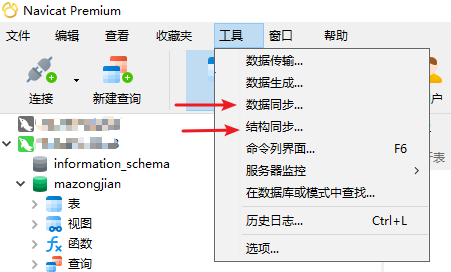 Navicat Premium
文件 编辑 查看 收藏夹 工具 窗口 帮助
连接 新建查询 户
数据传输...
数据生成...
数据同步...
结构同步...
命令列界面... F6
服务器监控
在数据库或模式中查找...
历史日志... Ctrl+L
选项...
开表
information_schema
mazongjian
表
视图
函数
查询